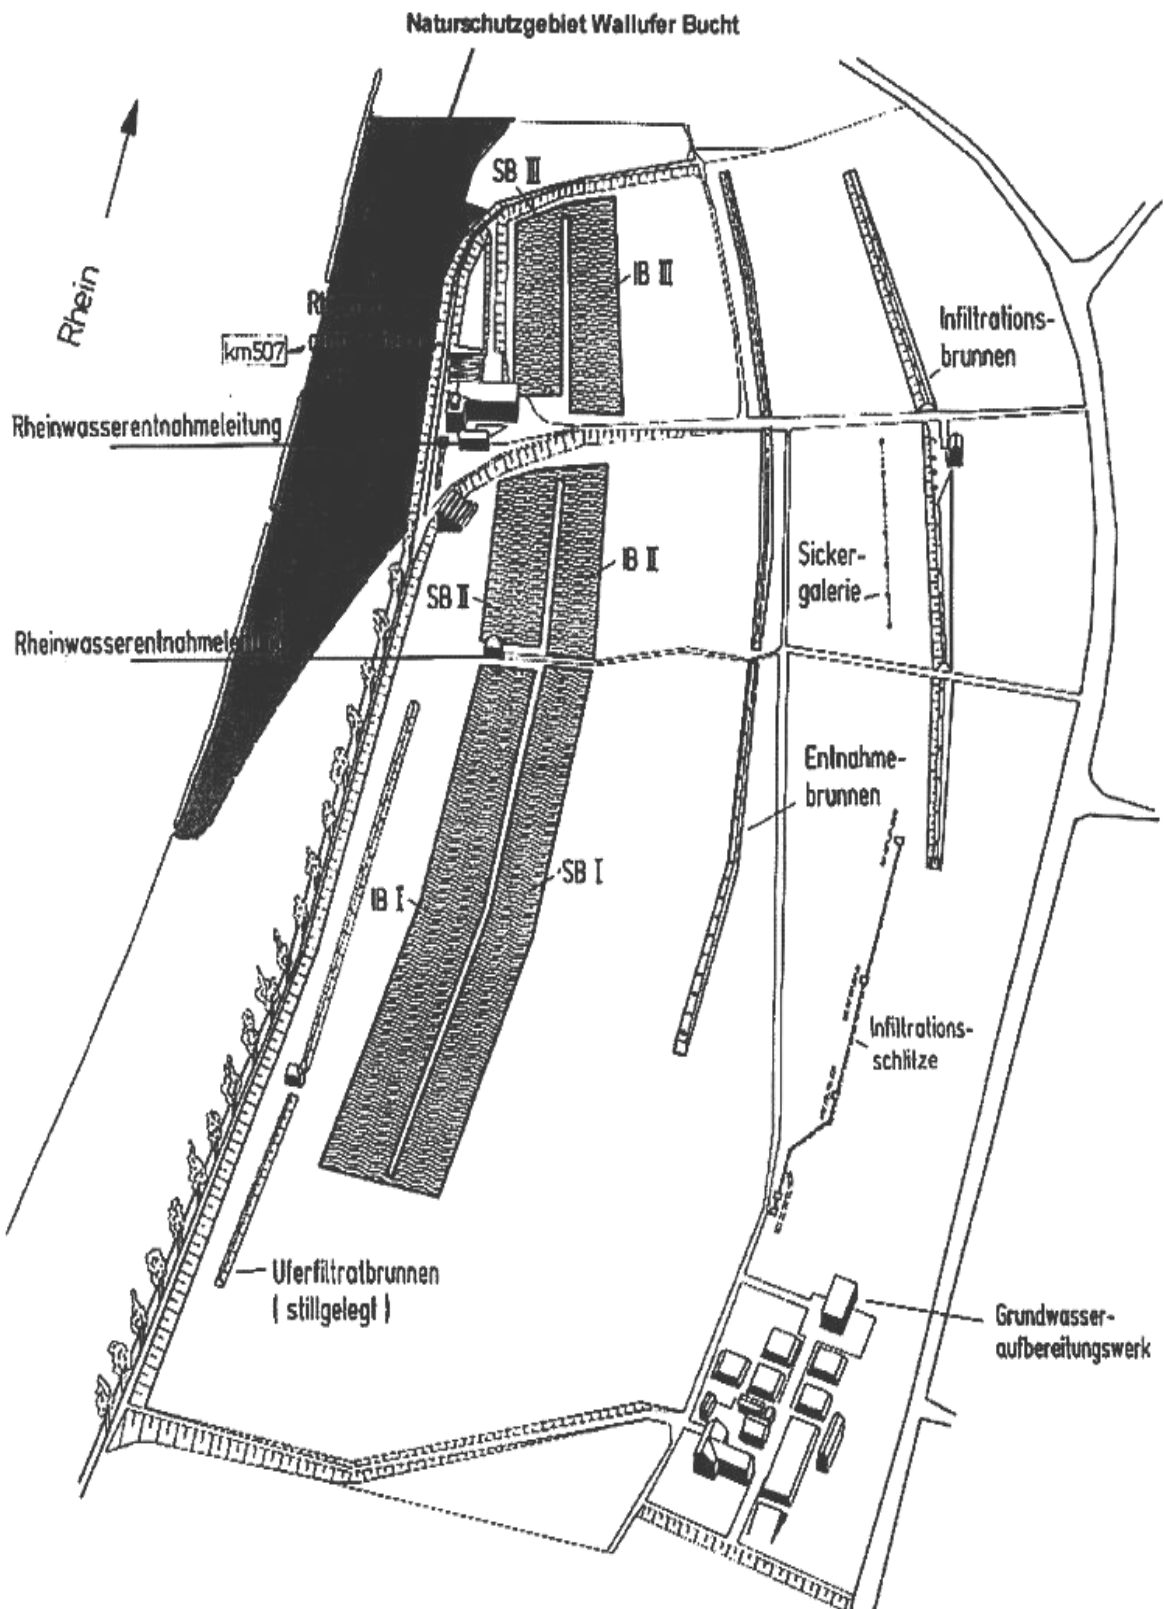 Naturschutzgebiet Wallufer Bucht
SB III
IB III
Rhein
km507
Infiltrations-
brunnen
Rheinwasserentnahmeleitung
Sicker-
galerie
IB II
SB II
Rheinwasserentnahmeleitung
Entnahme-
brunnen
SB I
IB I
Infiltrations-
schlitze
Uferfiltratbrunnen
( stillgelegt )
Grundwasser-
aufbereitungswerk